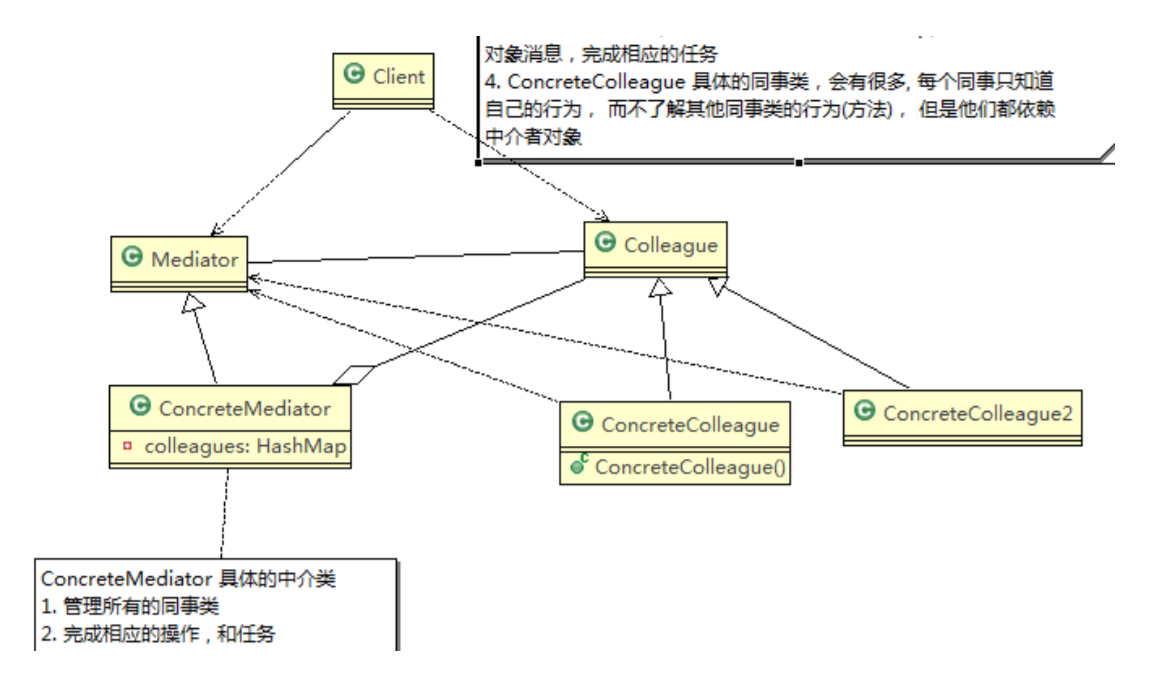 对象消息，完成相应的任务
4. ConcreteColleague 具体的同事类，会有很多, 每个同事只知道
自己的行为， 而不了解其他同事类的行为(方法)， 但是他们都依赖
中介者对象
Client
Mediator
Colleague
ConcreteMediator
colleagues: HashMap
ConcreteColleague
ConcreteColleague()
ConcreteColleague2
ConcreteMediator 具体的中介类
1. 管理所有的同事类
2. 完成相应的操作，和任务